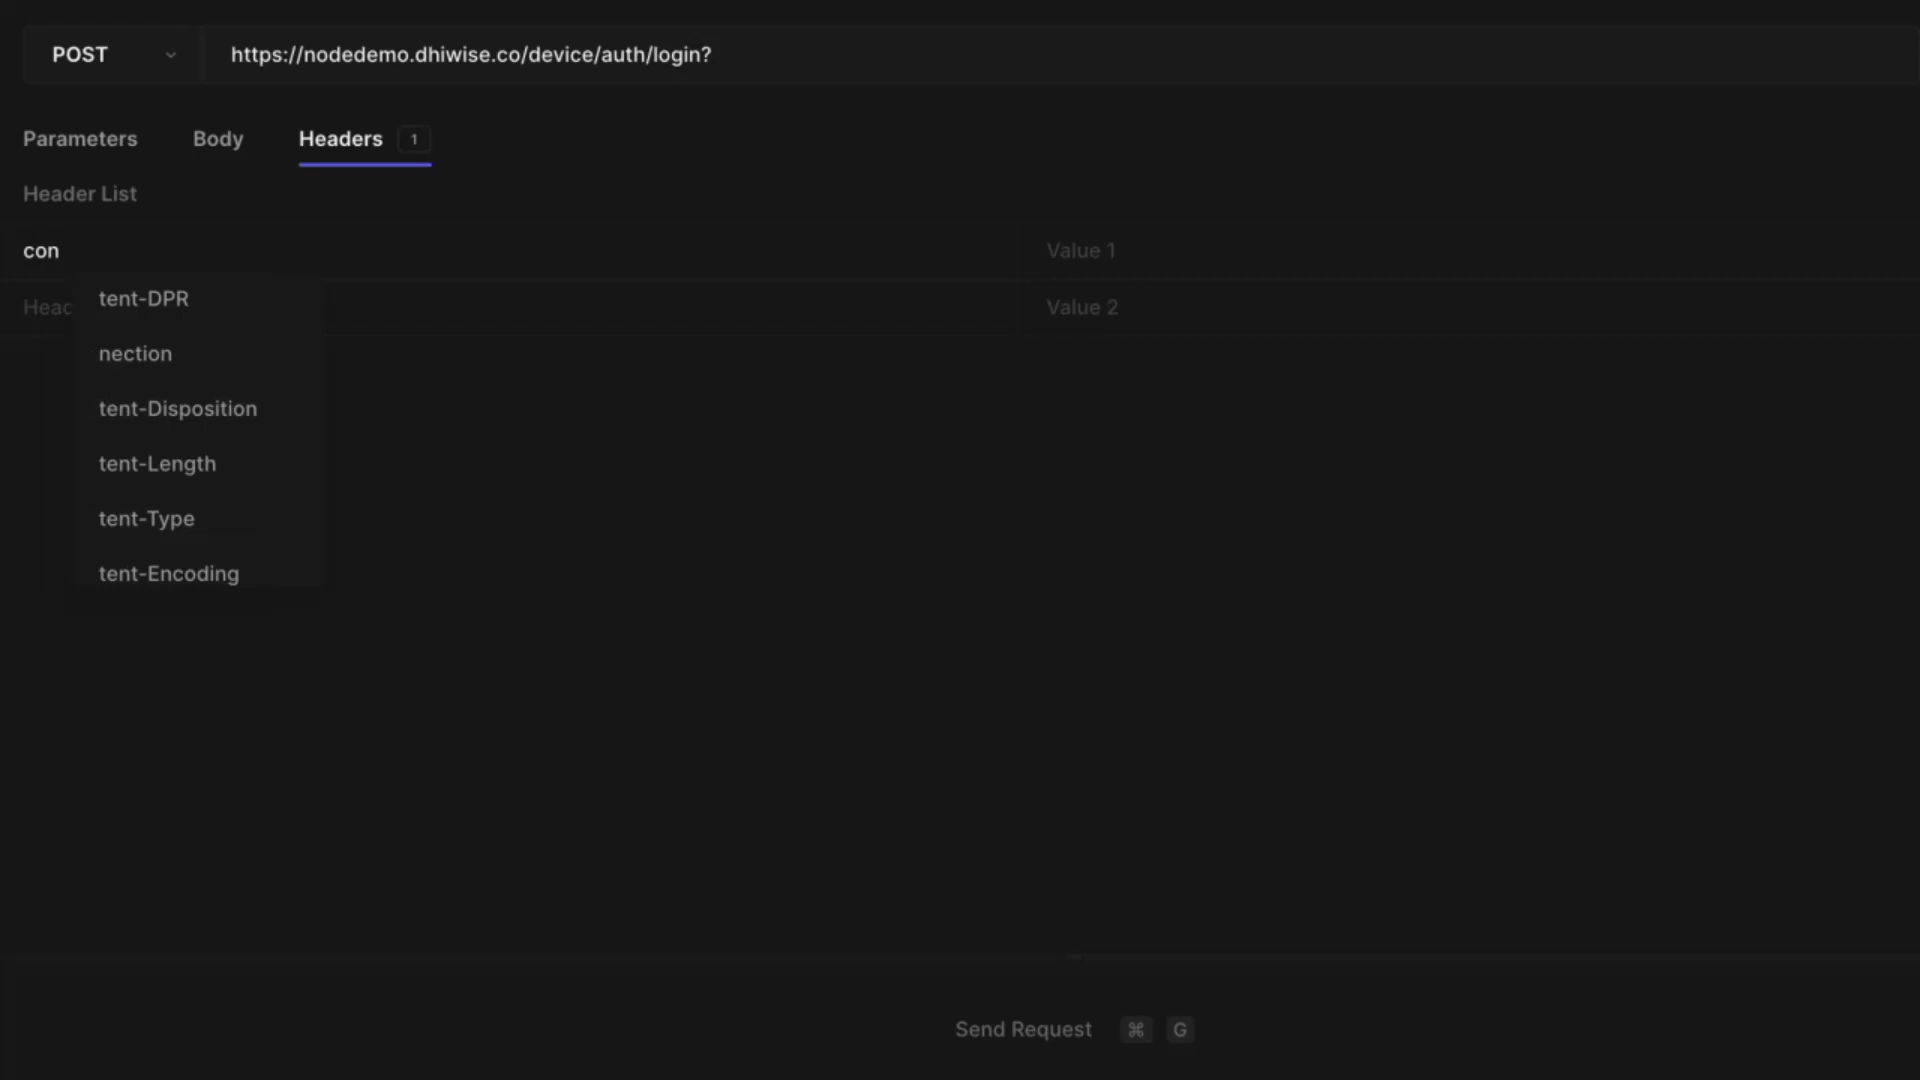 POST https://nodedemo.dhiwise.co/device/auth/login?
Parameters Body Headers 1
Header List
con Value 1
tent-DPR
Heac Value 2
nection
tent-Disposition
tent-Length
tent-Type
tent-Encoding
Send Request ⌘ G